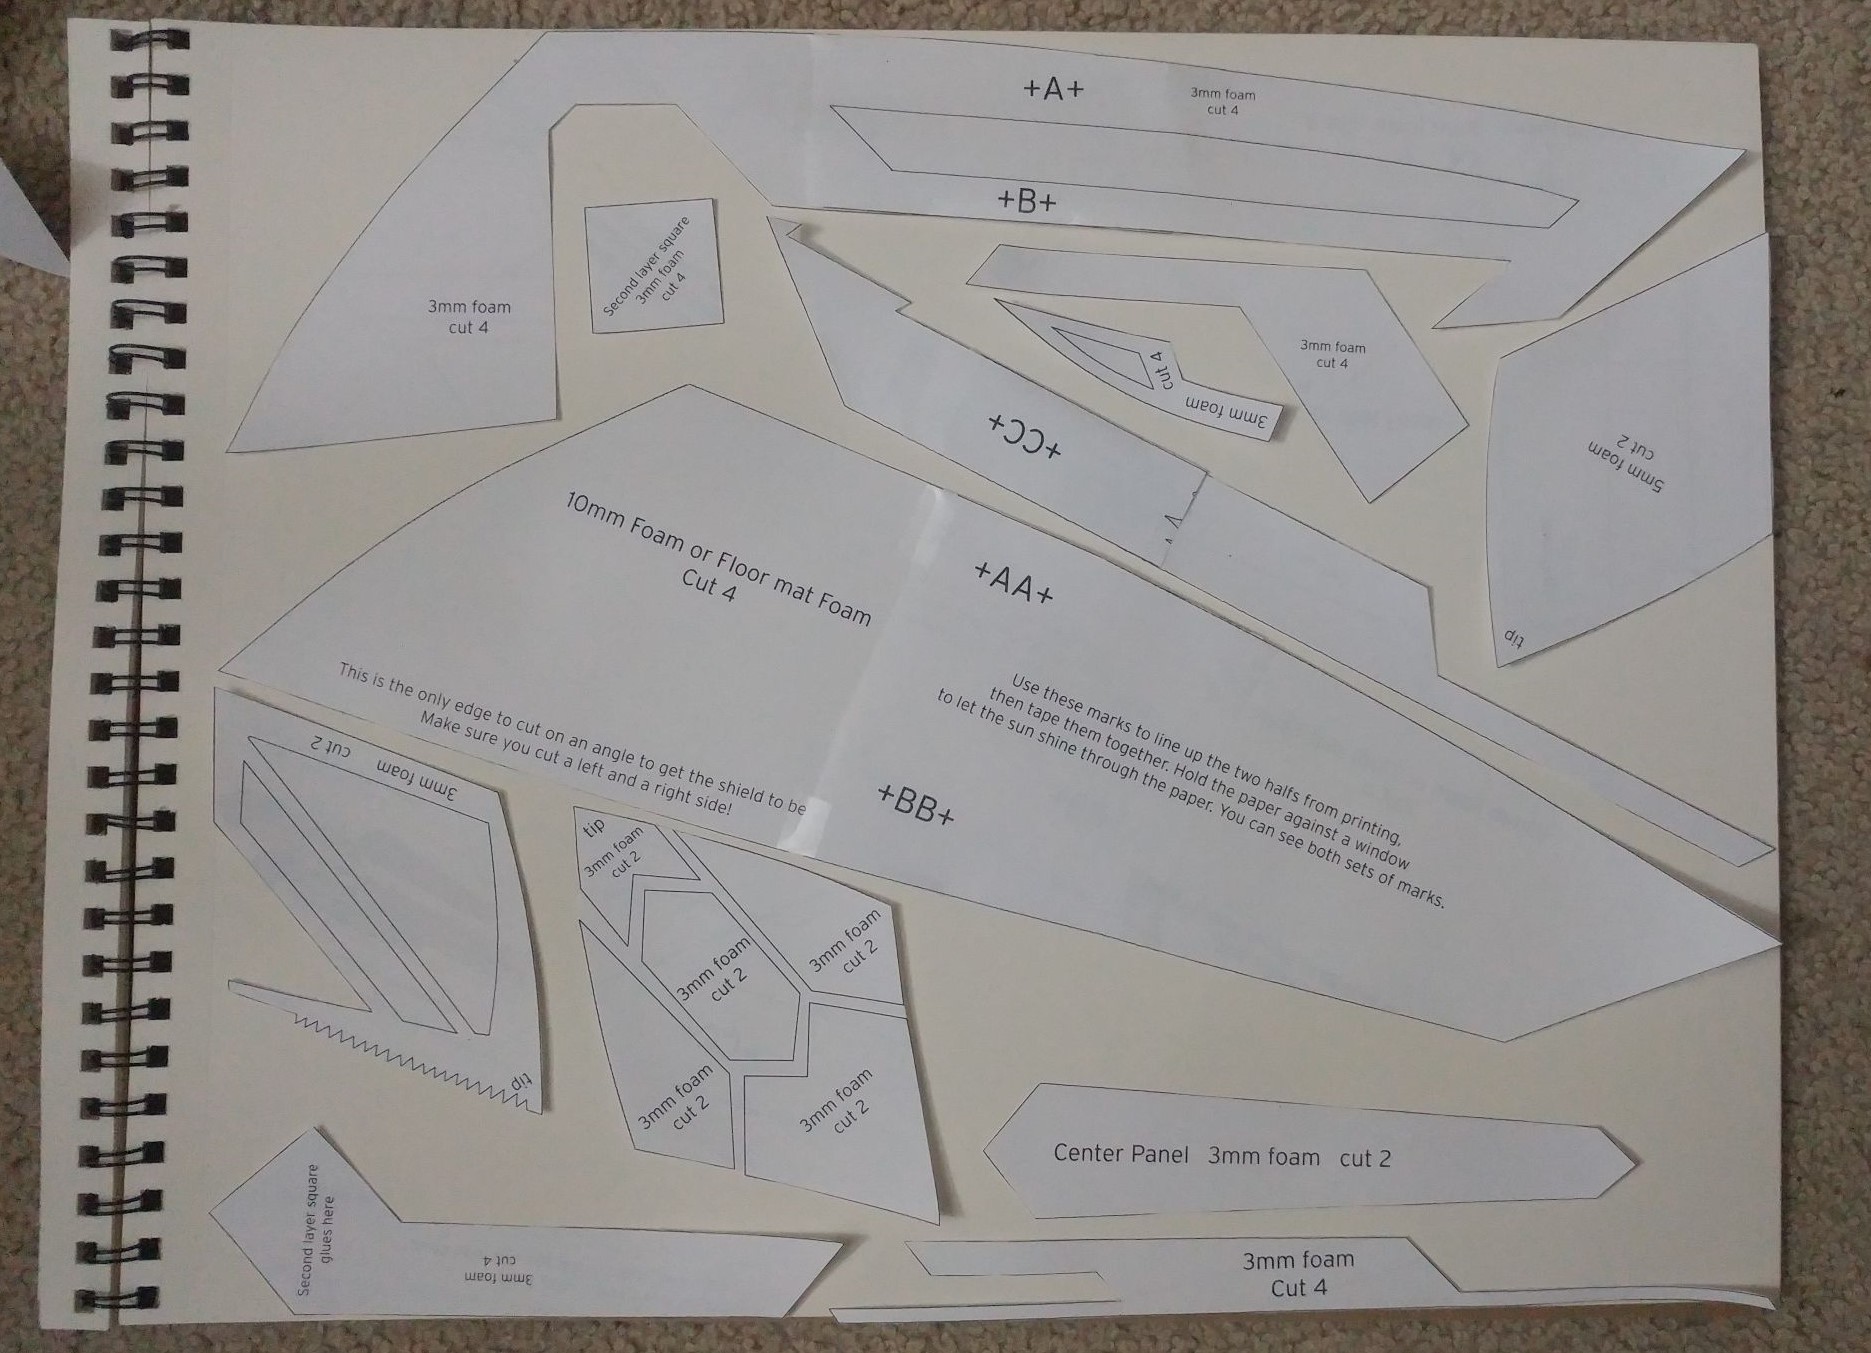 +A+
3mm foam
cut 4
+B+
3mm foam
cut 4
Second layer square
3mm foam
cut 4
3mm foam
cut 4
cut 4
3mm foam
5mm foam
cut 2
tip
+CC+
10mm Foam or Floor mat Foam
Cut 4
+AA+
Use these marks to line up the two halfs from printing,
then tape them together. Hold the paper against a window
to let the sun shine through the paper. You can see both sets of marks.
This is the only edge to cut on an angle to get the shield to be
Make sure you cut a left and a right side!
+BB+
3mm foam
cut 2
tip
tip
3mm foam
cut 2
3mm foam
cut 2
3mm foam
cut 2
3mm foam
cut 2
3mm foam
cut 2
Center Panel 3mm foam cut 2
Second layer square
glues here
3mm foam
cut 4
3mm foam
Cut 4